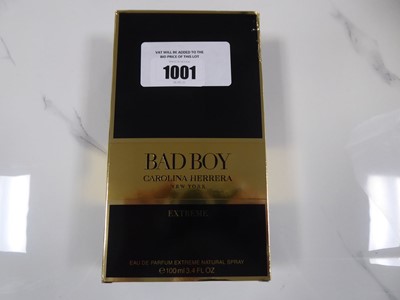 VAT WILL BE ADDED TO THE
BID PRICE OF THIS LOT
1001
BAD BOY
CAROLINA HERRERA
NEW YORK
EXTREME
EAU DE PARFUM EXTREME NATURAL SPRAY
℮100ml 3.4 FL.OZ